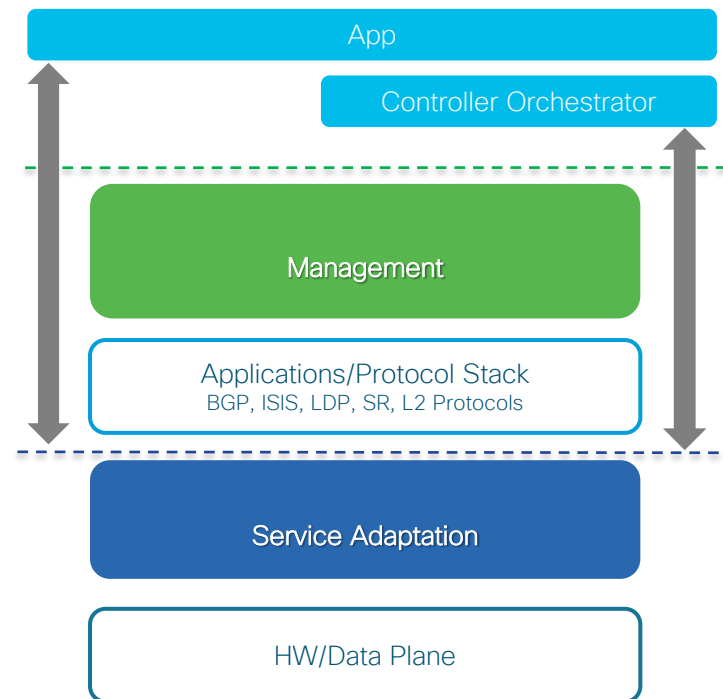 App
Controller Orchestrator
Management
Applications/Protocol Stack
BGP, ISIS, LDP, SR, L2 Protocols
Service Adaptation
HW/Data Plane